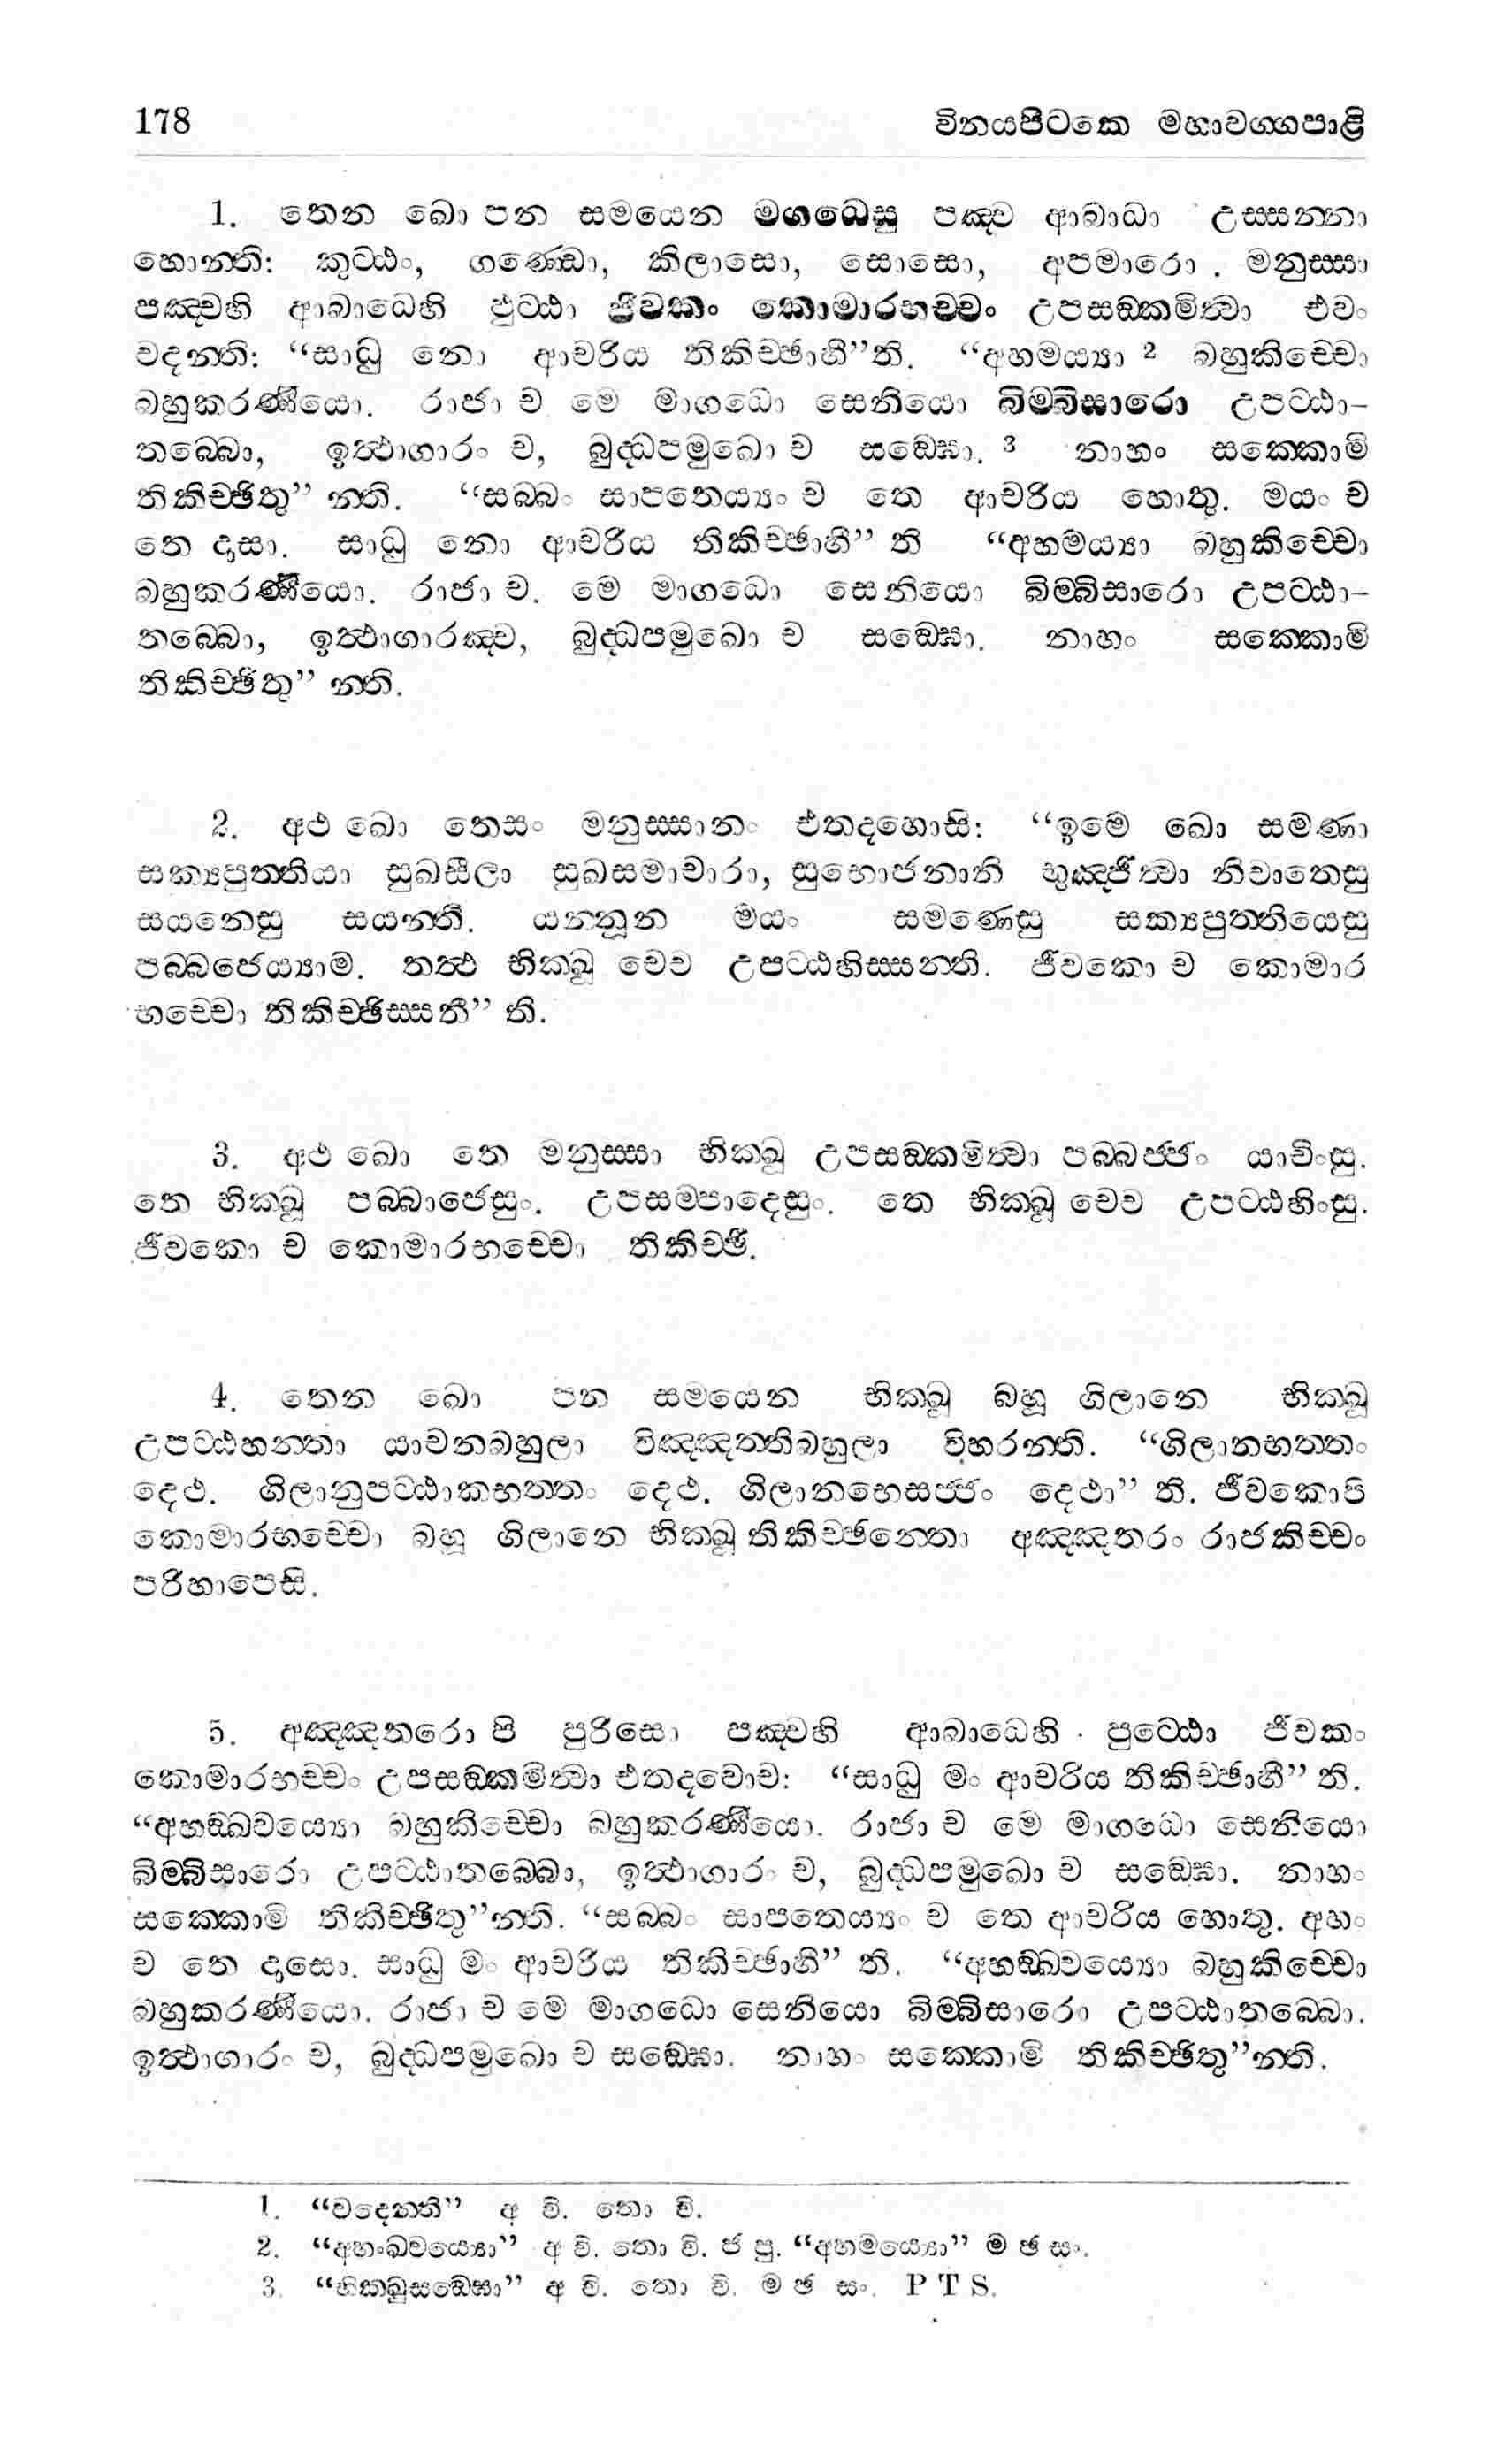 178 විනයපිටකෙ මහාවග්ගපාළි
1. තෙන ඛො පන සමයෙන මගධෙසු පඤ්ච ආබාධා උස්සන්නා
හොන්ති: කුට්ඨං, ගණ්ඩො, කිලාසො, සොසො, අපමාරො. මනුස්සා
පඤ්චහි ආබාධෙහි ඵුට්ඨා ජීවකං කොමාරභච්චං උපසඞ්කමිත්වා එවං
වදන්ති: “සාධු නො ආචරිය තිකිච්ඡාහී”ති. “අහමය්‍යා 2 බහුකිච්චො
බහුකරණීයො. රාජා ච මෙ මාගධො සෙනියො බිම්බිසාරො උපට්ඨා-
තබ්බො, ඉත්ථාගාරං ච, බුද්ධපමුඛො ච සඞ්ඝො. 3 නාහං සක්කොමි
තිකිච්ඡිතු” න්ති. “සබ්බං සාපතෙය්‍යං ච තෙ ආචරිය හොතු. මයං ච
තෙ දාසා. සාධු නො ආචරිය තිකිච්ඡාහී” ති “අහමය්‍යා බහුකිච්චො
බහුකරණීයො. රාජා ච. මෙ මාගධො සෙනියො බිම්බිසාරො උපට්ඨා-
තබ්බො, ඉත්ථාගාරඤ්ච, බුද්ධපමුඛො ච සඞ්ඝො. නාහං සක්කොමි
තිකිච්ඡිතු” න්ති.
2. අථ ඛො තෙසං මනුස්සානං එතදහොසි: “ඉමෙ ඛො සමණා
සක්‍යපුත්තියා සුඛසීලා සුඛසමාචාරා, සුභොජනානි භුඤ්ජිත්වා නිවාතෙසු
සයනෙසු සයන්ති. යන්නූන මයං සමණෙසු සක්‍යපුත්තියෙසු
පබ්බජෙය්‍යාම. තත්ථ භික්ඛූ චෙව උපට්ඨහිස්සන්ති. ජීවකො ච කොමාර
භච්චො තිකිච්ඡිස්සතී” ති.
3. අථ ඛො තෙ මනුස්සා භික්ඛූ උපසඞ්කමිත්වා පබ්බජ්ජං යාචිංසු.
තෙ භික්ඛූ පබ්බාජෙසුං. උපසම්පාදෙසුං. තෙ භික්ඛූ චෙව උපට්ඨහිංසු.
ජීවකො ච කොමාරභච්චො තිකිච්ඡි.
4. තෙන ඛො පන සමයෙන භික්ඛූ බහූ ගිලානෙ භික්ඛූ
උපට්ඨහන්තා යාචනබහුලා විඤ්ඤත්තිබහුලා විහරන්ති. “ගිලානභත්තං
දෙථ. ගිලානුපට්ඨාකභත්තං දෙථ. ගිලානභෙසජ්ජං දෙථා” ති. ජීවකොපි
කොමාරභච්චො බහූ ගිලානෙ භික්ඛූ තිකිච්ඡන්තො අඤ්ඤතරං රාජකිච්චං
පරිහාපෙසි.
5. අඤ්ඤතරො පි පුරිසො පඤ්චහි ආබාධෙහි පුට්ඨො ජීවකං
කොමාරභච්චං උපසඞ්කමිත්වා එතදවොච: “සාධු මං ආචරිය තිකිච්ඡාහී” ති.
“අහඞ්ඛ්වය්‍යො බහුකිච්චො බහුකරණීයො. රාජා ච මෙ මාගධො සෙනියො
බිම්බිසාරො උපට්ඨාතබ්බො, ඉත්ථාගාරං ච, බුද්ධපමුඛො ච සඞ්ඝො. නාහං
සක්කොමි තිකිච්ඡිතු”න්ති. “සබ්බං සාපතෙය්‍යං ච තෙ ආචරිය හොතු. අහං
ච තෙ දාසො. සාධු මං ආචරිය තිකිච්ඡාහි” ති. “අහඞ්ඛ්වය්‍යො බහුකිච්චො
බහුකරණීයො. රාජා ච මෙ මාගධො සෙනියො බිම්බිසාරො උපට්ඨාතබ්බො.
ඉත්ථාගාරං ච, බුද්ධපමුඛො ච සඞ්ඝො. නාහං සක්කොමි තිකිච්ඡිතු”න්ති.
1. “වදෙන්ති” අ වි. තො වි.
2. “අහංඛ්වය්‍යො” අ වි. තො වි. ජ පු. “අහමය්‍යො” ම ඡ සං.
3. “භික්ඛුසඞ්ඝො” අ වි. තො වි. ම ඡ සං. P T S.